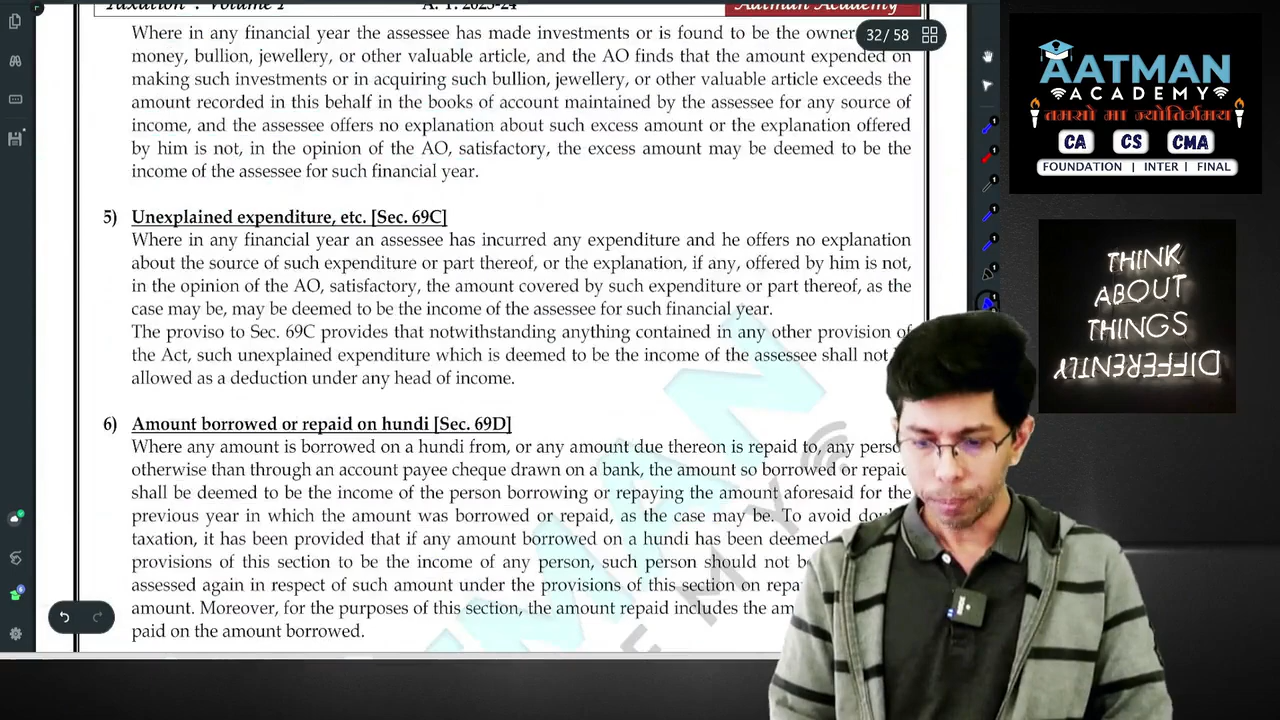 Taxation : Volume I A. Y. 2023-24 Aatman Academy
32 / 58
Where in any financial year the assessee has made investments or is found to be the owner
money, bullion, jewellery, or other valuable article, and the AO finds that the amount expended on
making such investments or in acquiring such bullion, jewellery, or other valuable article exceeds the
amount recorded in this behalf in the books of account maintained by the assessee for any source of
income, and the assessee offers no explanation about such excess amount or the explanation offered
by him is not, in the opinion of the AO, satisfactory, the excess amount may be deemed to be the
income of the assessee for such financial year.
5) Unexplained expenditure, etc. [Sec. 69C]
Where in any financial year an assessee has incurred any expenditure and he offers no explanation
about the source of such expenditure or part thereof, or the explanation, if any, offered by him is not,
in the opinion of the AO, satisfactory, the amount covered by such expenditure or part thereof, as the
case may be, may be deemed to be the income of the assessee for such financial year.
The proviso to Sec. 69C provides that notwithstanding anything contained in any other provision of
the Act, such unexplained expenditure which is deemed to be the income of the assessee shall not
allowed as a deduction under any head of income.
6) Amount borrowed or repaid on hundi [Sec. 69D]
Where any amount is borrowed on a hundi from, or any amount due thereon is repaid to, any person
otherwise than through an account payee cheque drawn on a bank, the amount so borrowed or repaid
shall be deemed to be the income of the person borrowing or repaying the amount aforesaid for the
previous year in which the amount was borrowed or repaid, as the case may be. To avoid
taxation, it has been provided that if any amount borrowed on a hundi has been deemed
provisions of this section to be the income of any person, such person should not be
assessed again in respect of such amount under the provisions of this section on
amount. Moreover, for the purposes of this section, the amount repaid includes the
paid on the amount borrowed.
AATMAN
ACADEMY
तमसो मा ज्योतिर्गमय
CA CS CMA
FOUNDATION | INTER | FINAL
THINK
ABOUT
THINGS
DIFFERENTLY